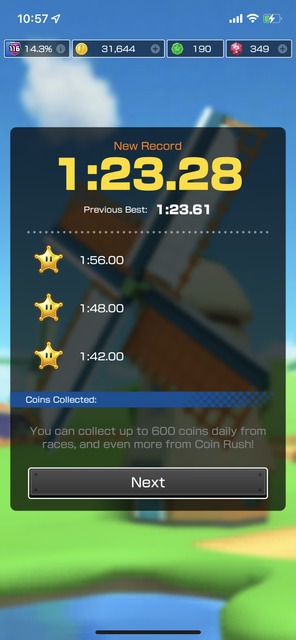 10:57
116 14.3% i 31,644 + 190 349 +
New Record
1:23.28
Previous Best: 1:23.61
1:56.00
1:48.00
1:42.00
Coins Collected:
You can collect up to 600 coins daily from
races, and even more from Coin Rush!
Next